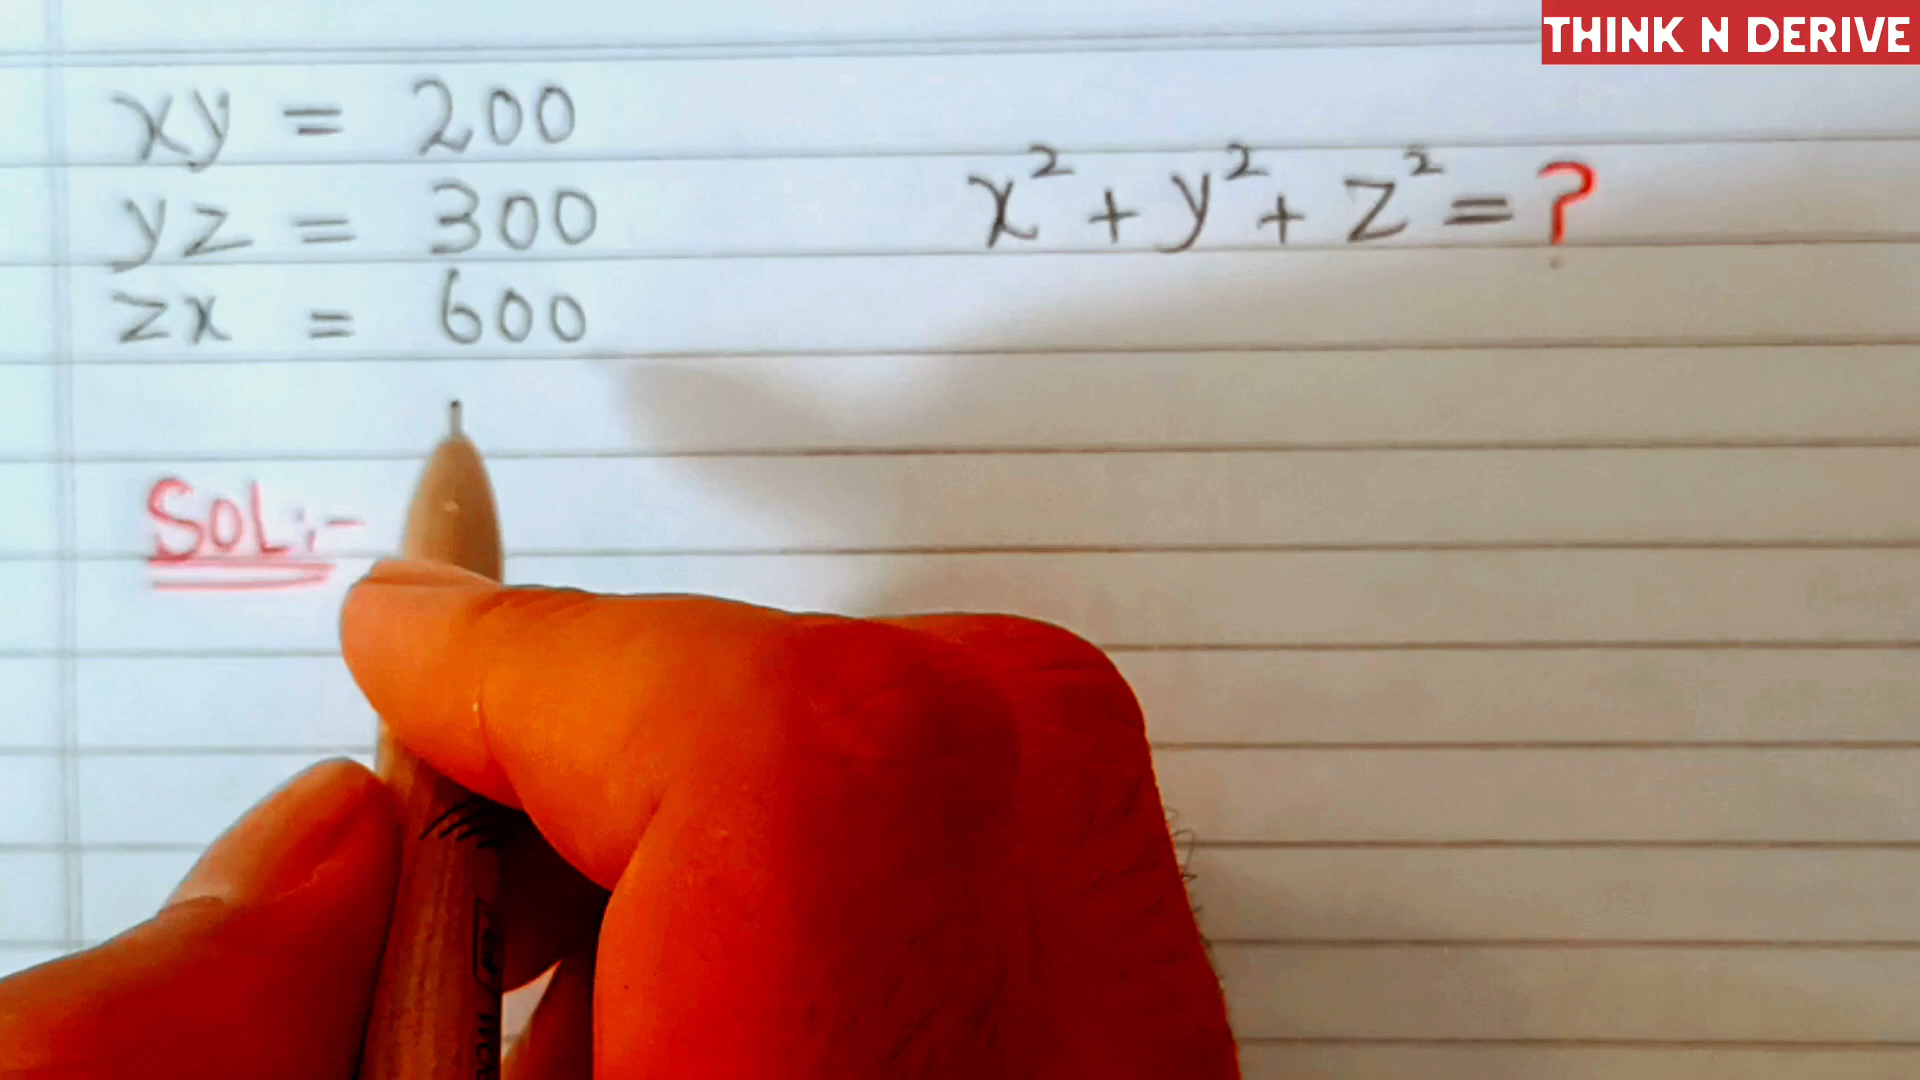 THINK N DERIVE
xy = 200
yz = 300
zx = 600
x² + y² + z² = ?
SOL:-